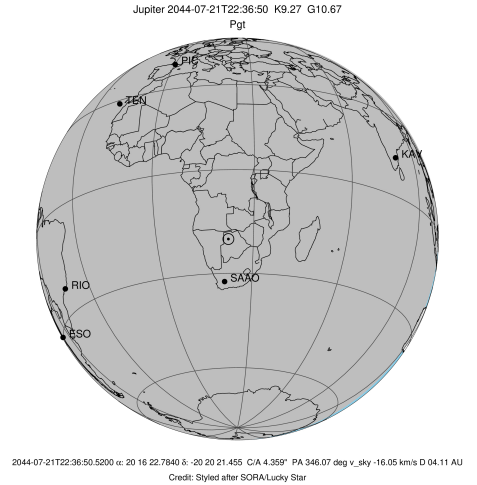 Jupiter 2044-07-21T22:36:50 K9.27 G10.67
Pgt
PIC
TEN
KAV
SAAO
RIO
ESO
2044-07-21T22:36:50.5200 α: 20 16 22.7840 δ: -20 20 21.455 C/A 4.359" PA 346.07 deg v_sky -16.05 km/s D 04.11 AU
Credit: Styled after SORA/Lucky Star